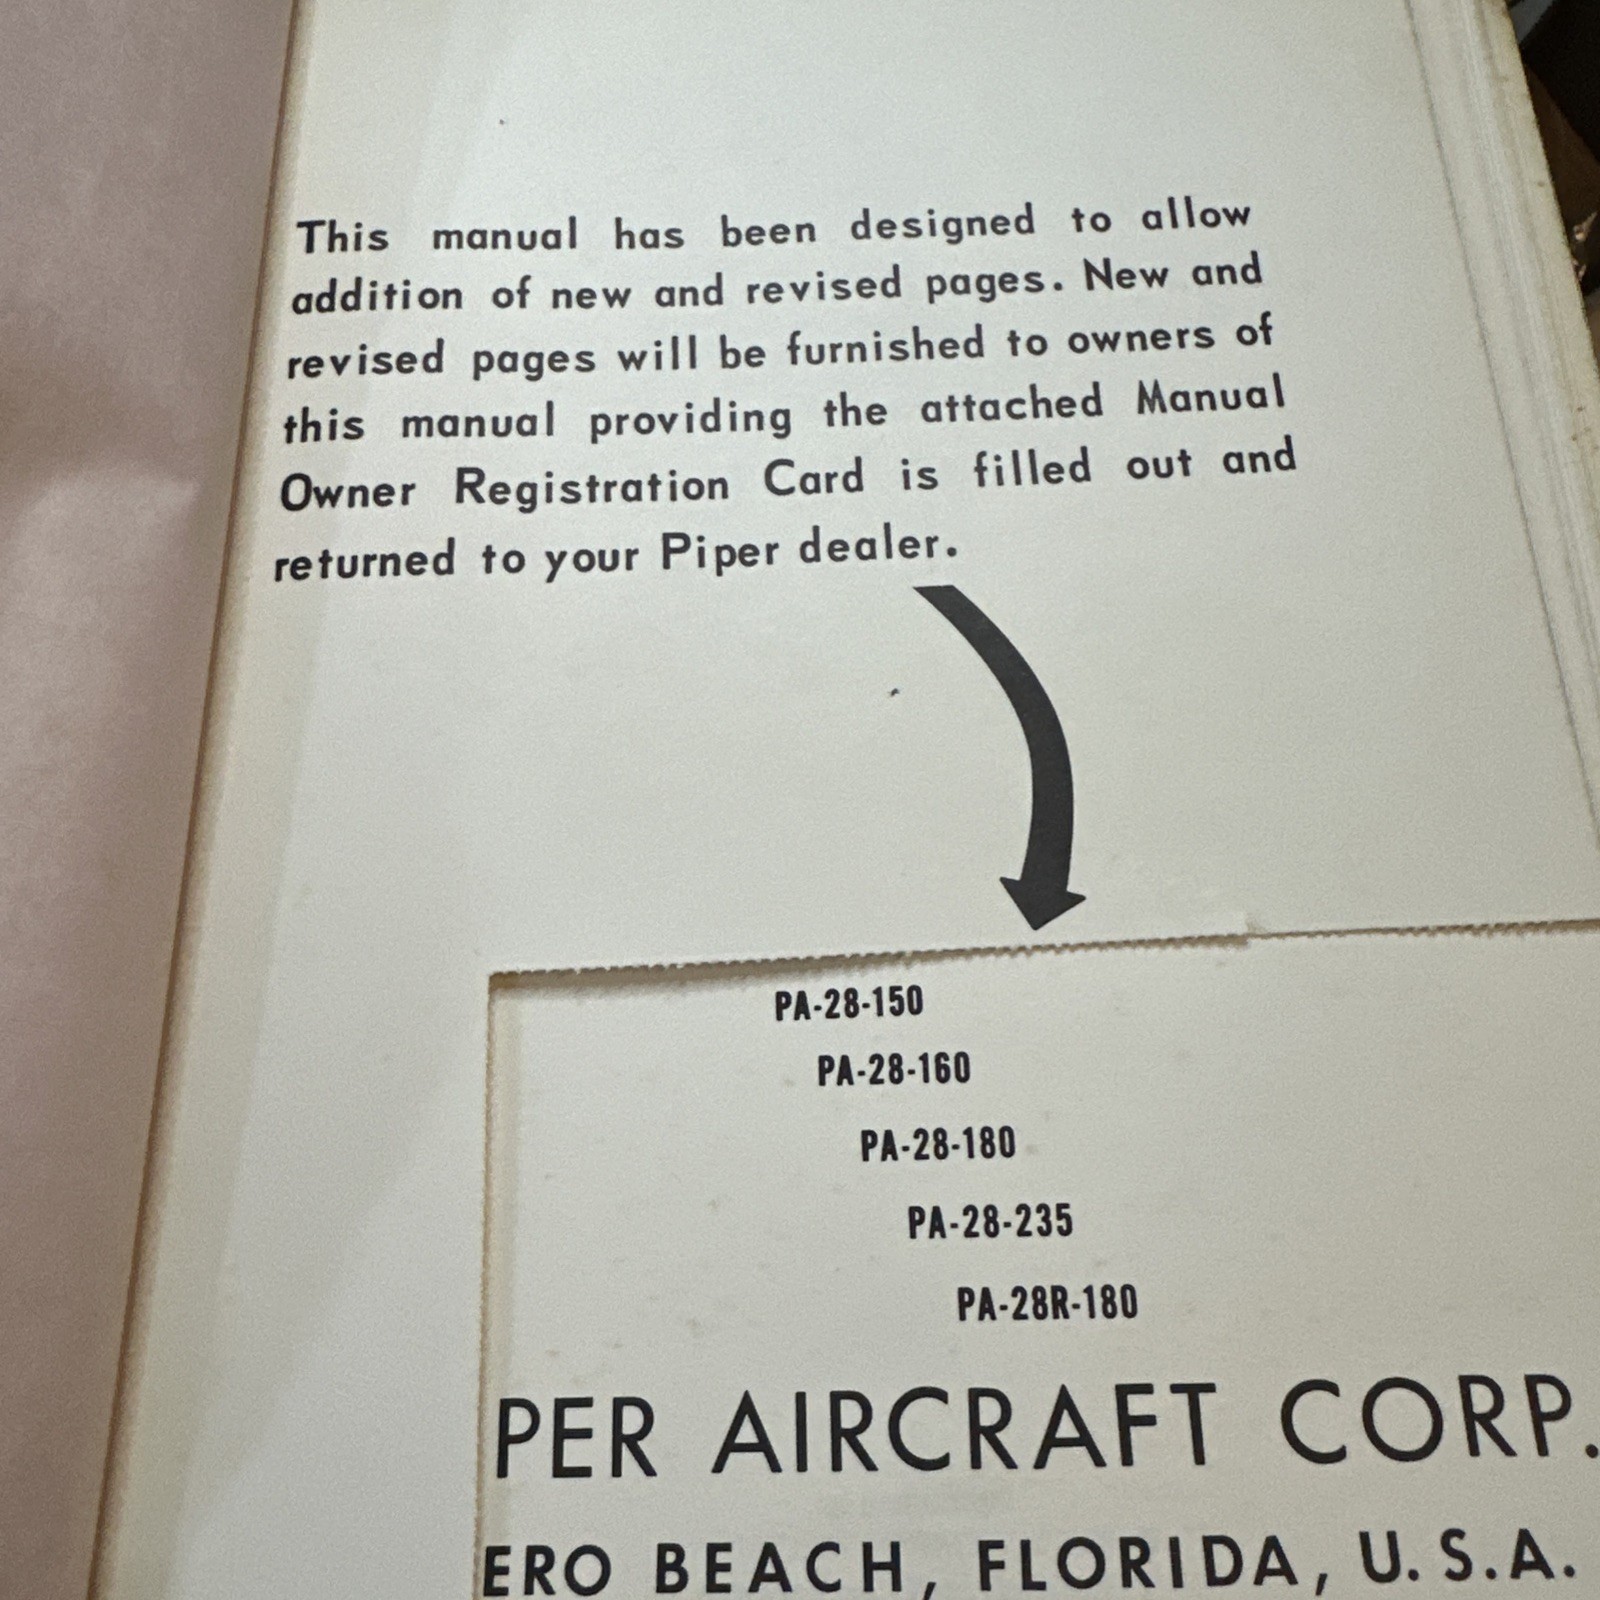 This manual has been designed to allow
addition of new and revised pages. New and
revised pages will be furnished to owners of
this manual providing the attached Manual
Owner Registration Card is filled out and
returned to your Piper dealer.
PA-28-150
PA-28-160
PA-28-180
PA-28-235
PA-28R-180
PER AIRCRAFT CORP.
ERO BEACH, FLORIDA, U.S.A.